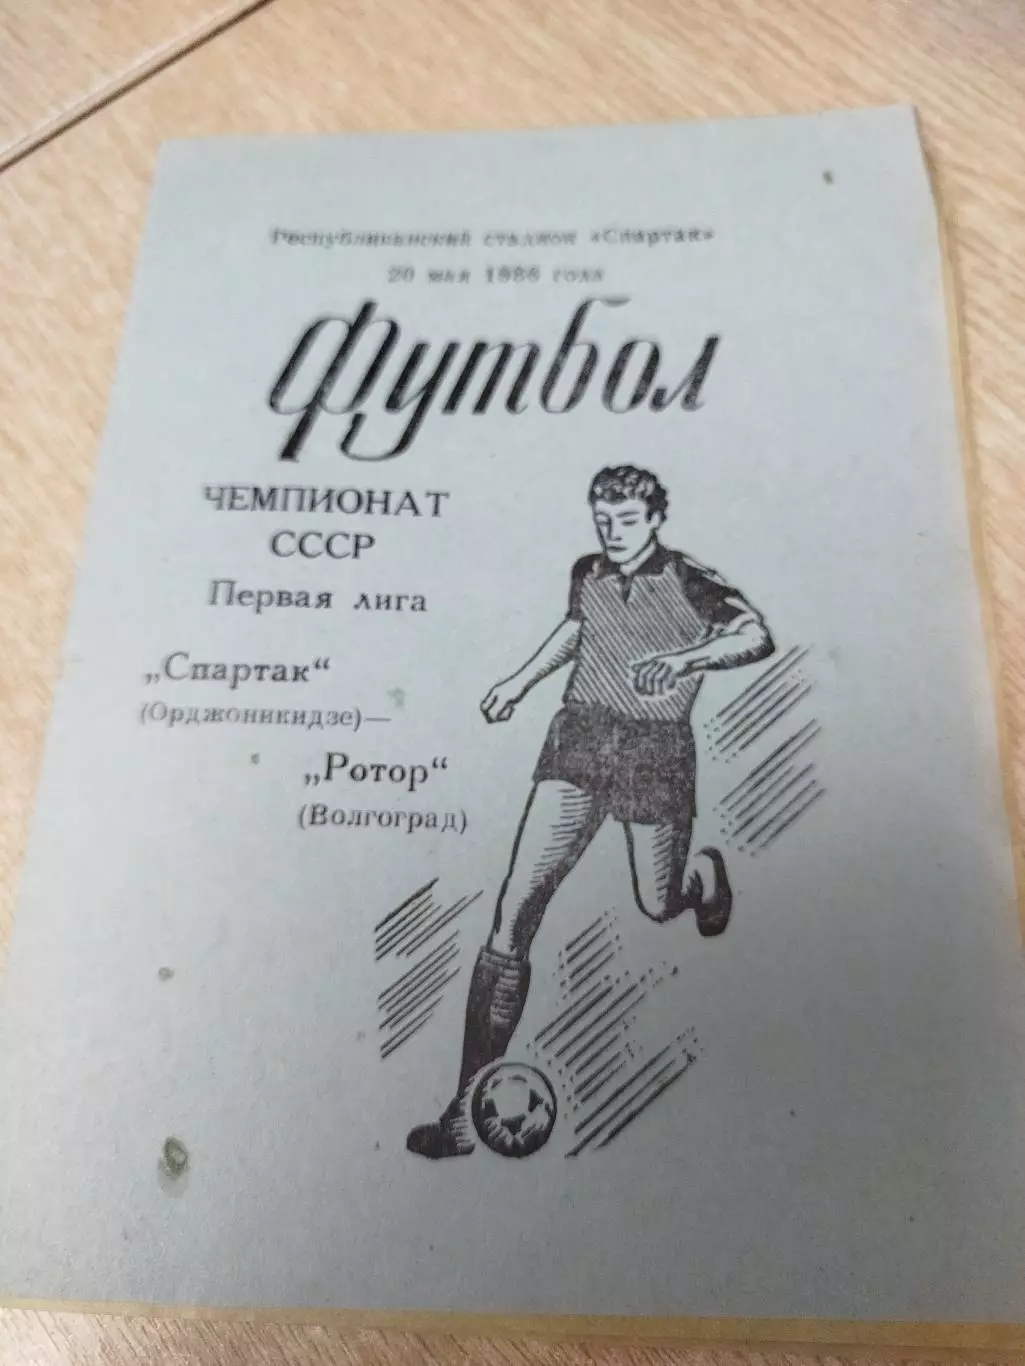 Республиканский стадион «Спартак»
20 мая 1986 года
Футбол
ЧЕМПИОНАТ
СССР
Первая лига
„Спартак“
(Орджоникидзе)—
„Ротор“
(Волгоград)